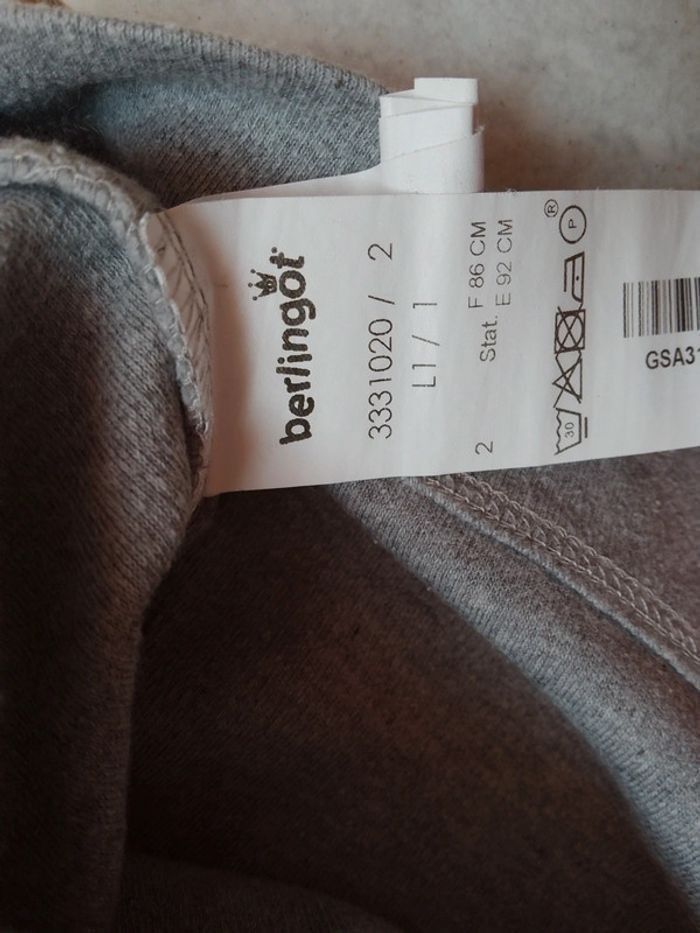 berlingot
3331020 / 2
L1 / 1
2 Stat. F 86 CM
E 92 CM
30 P ®
GSA31